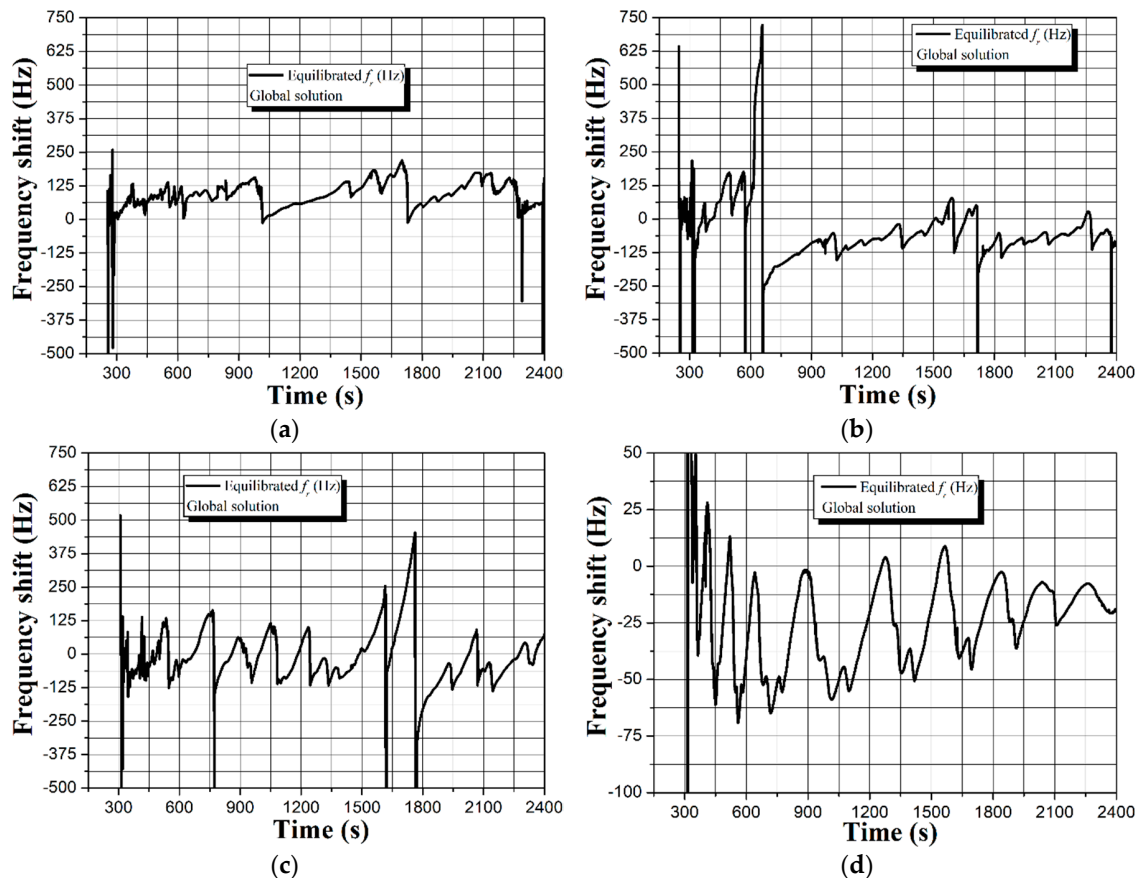 750
625
500
375
250
125
0
-125
-250
-375
-500
Frequency shift (Hz)
Equilibrated f_r (Hz)
Global solution
300 600 900 1200 1500 1800 2100 2400
Time (s)
(a)
750
625
500
375
250
125
0
-125
-250
-375
-500
Frequency shift (Hz)
Equilibrated f_r (Hz)
Global solution
300 600 900 1200 1500 1800 2100 2400
Time (s)
(b)
750
625
500
375
250
125
0
-125
-250
-375
-500
Frequency shift (Hz)
Equilibrated f_r (Hz)
Global solution
300 600 900 1200 1500 1800 2100 2400
Time (s)
(c)
50
25
0
-25
-50
-75
-100
Frequency shift (Hz)
Equilibrated f_r (Hz)
Global solution
300 600 900 1200 1500 1800 2100 2400
Time (s)
(d)